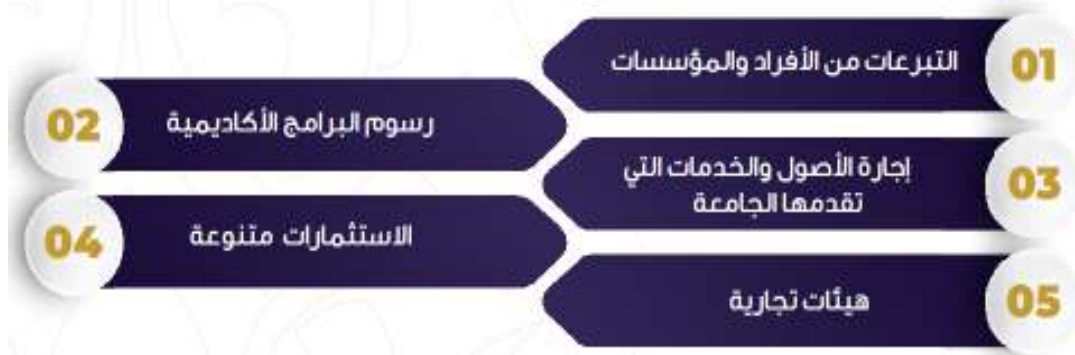 01
التبرعات من الأفراد والمؤسسات
02
رسوم البرامج الأكاديمية
03
إجارة الأصول والخدمات التي
تقدمها الجامعة
04
الاستثمارات متنوعة
05
هيئات تجارية